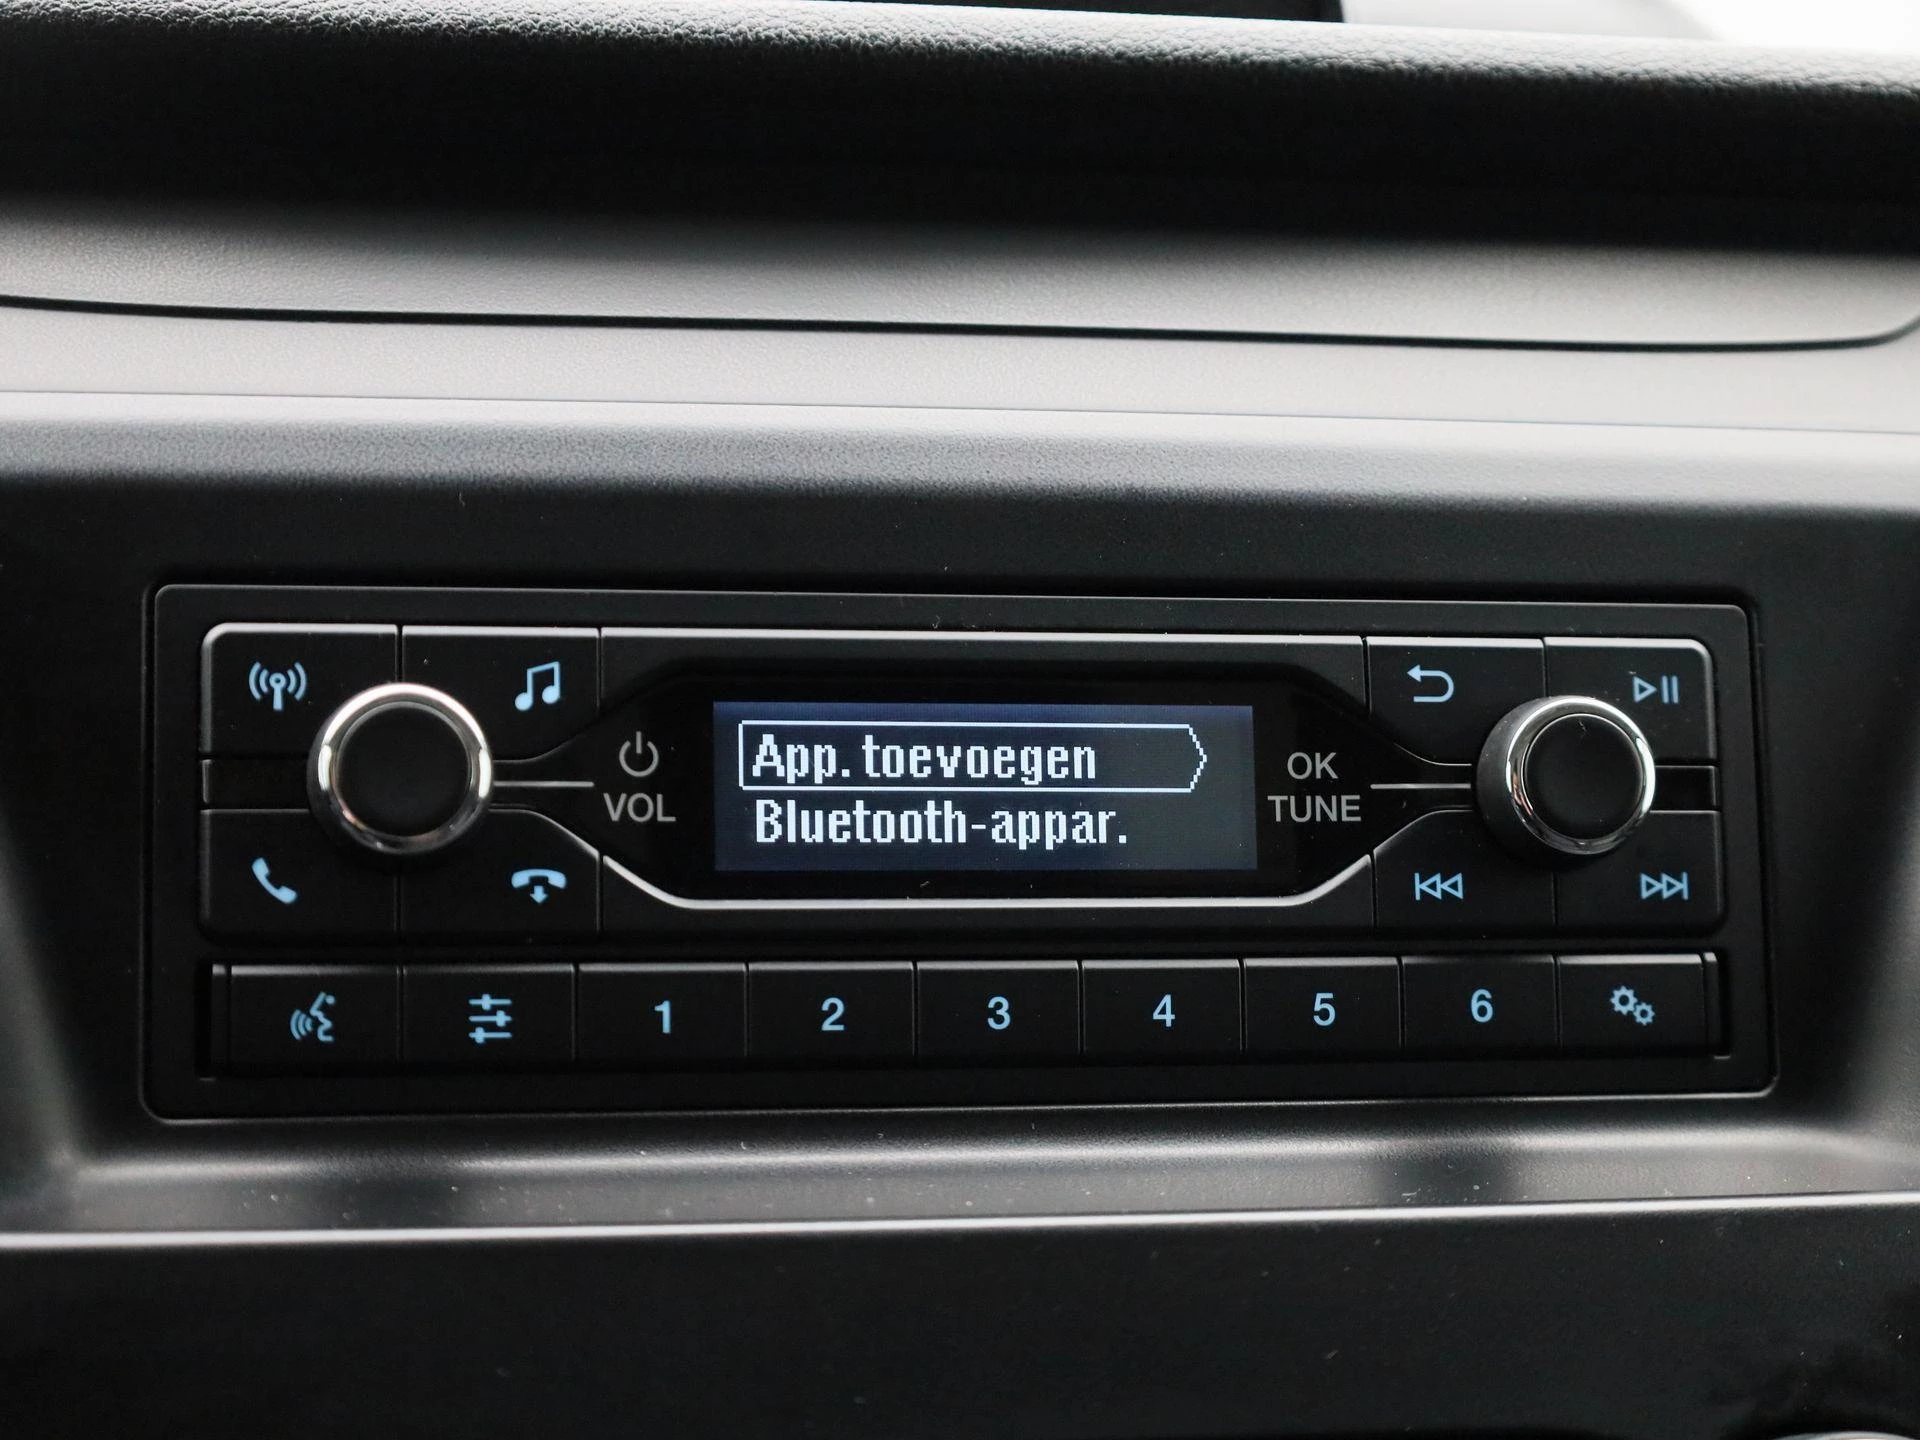 App. toevoegen
Bluetooth-appar.
VOL
OK
TUNE
1 2 3 4 5 6